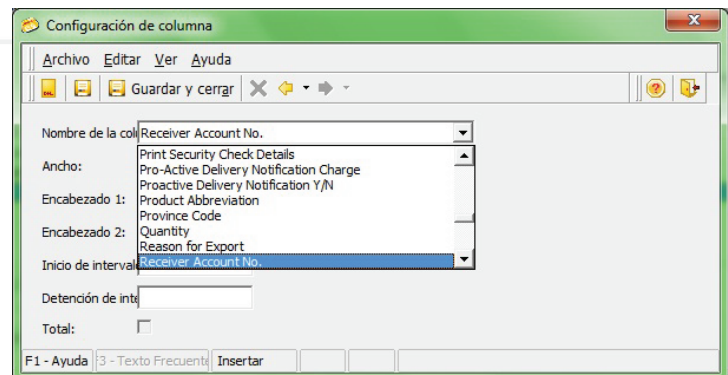 Configuración de columna
Archivo Editar Ver Ayuda
Guardar y cerrar
Nombre de la col Receiver Account No.
Print Security Check Details
Ancho:
Pro-Active Delivery Notification Charge
Proactive Delivery Notification Y/N
Encabezado 1:
Product Abbreviation
Province Code
Encabezado 2:
Quantity
Reason for Export
Inicio de interval Receiver Account No.
Detención de inte
Total:
F1 - Ayuda F3 - Texto Frecuente Insertar